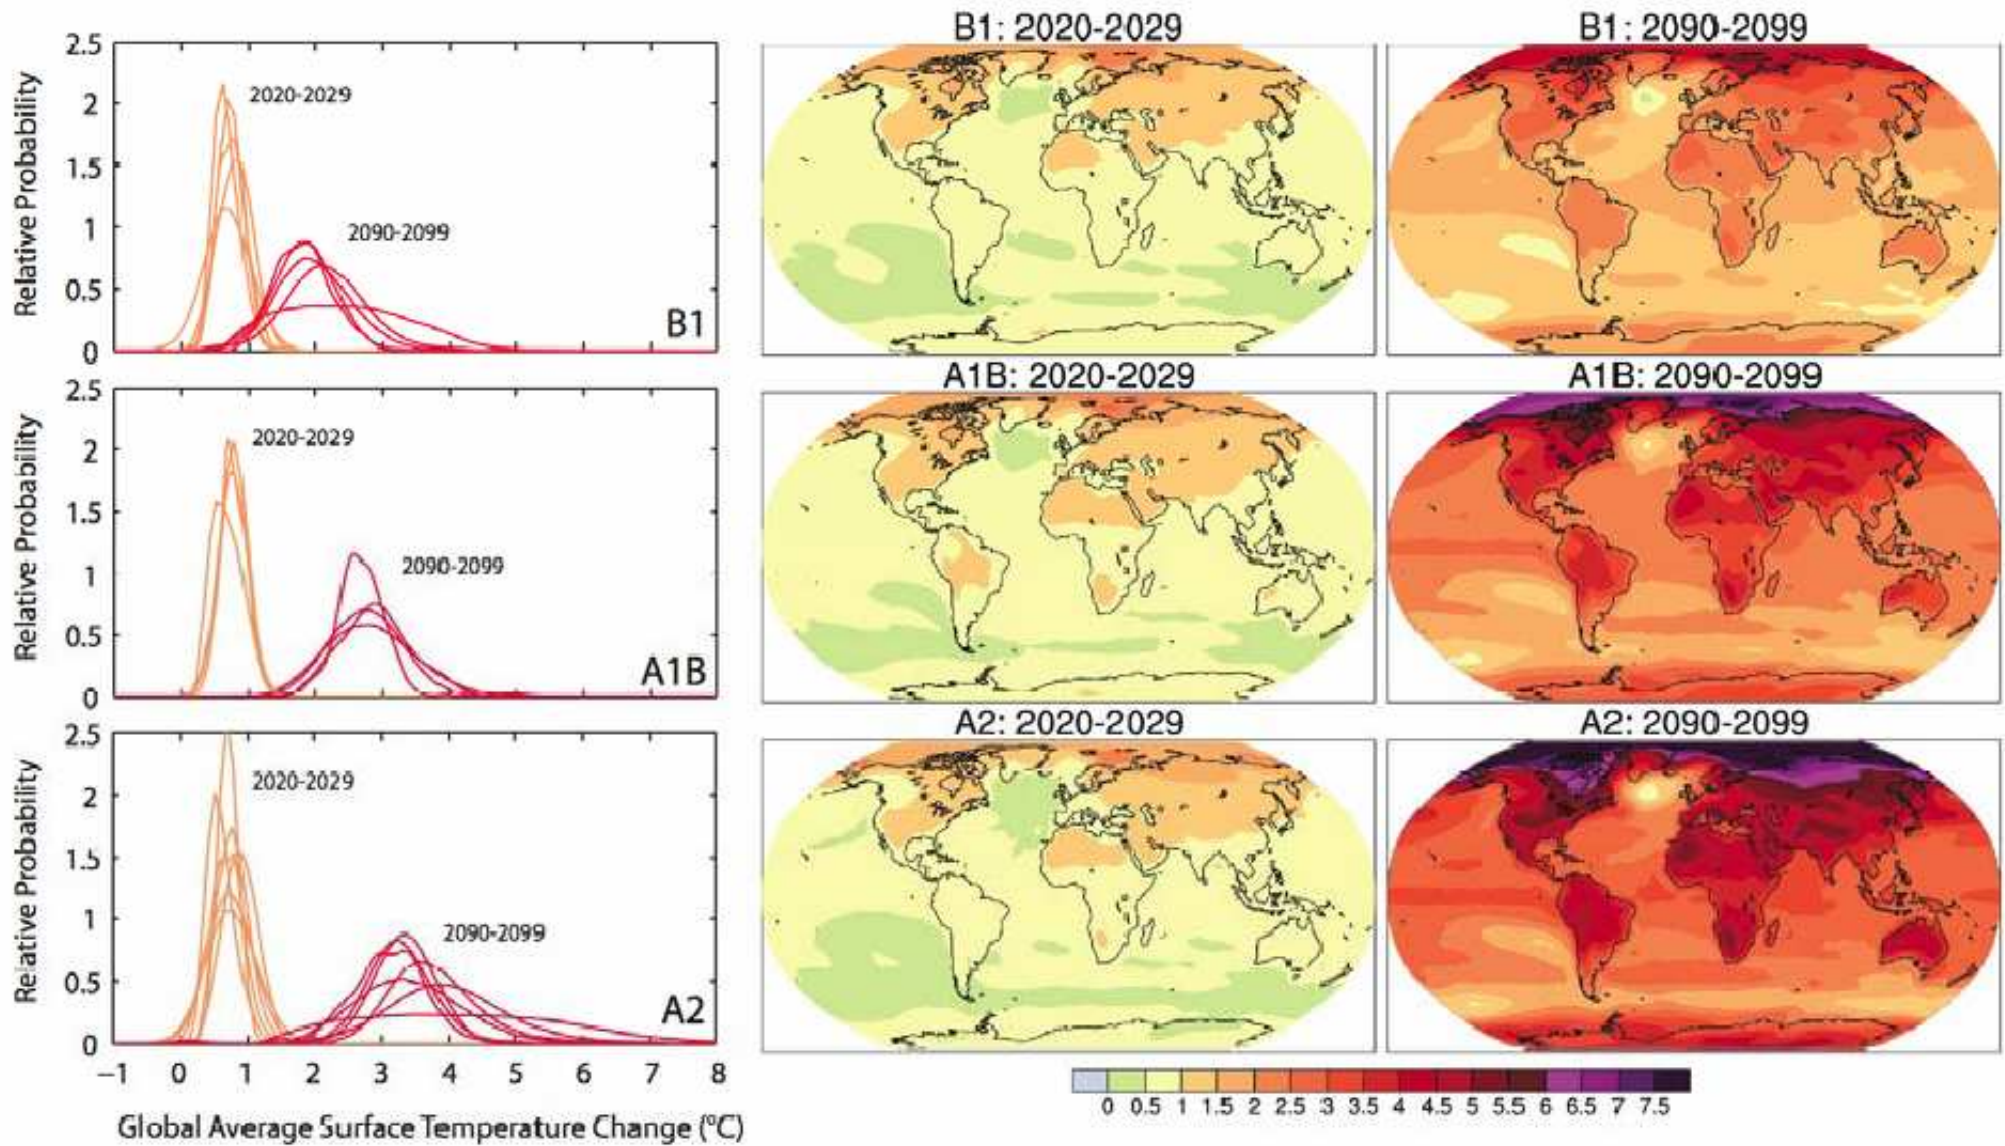 B1: 2020-2029
B1: 2090-2099
2.5
2
1.5
1
0.5
0
Relative Probability
2020-2029
2090-2099
B1
A1B: 2020-2029
A1B: 2090-2099
2.5
2
1.5
1
0.5
0
Relative Probability
2020-2029
2090-2099
A1B
A2: 2020-2029
A2: 2090-2099
2.5
2
1.5
1
0.5
0
Relative Probability
2020-2029
2090-2099
A2
−1 0 1 2 3 4 5 6 7 8
Global Average Surface Temperature Change (ºC)
0 0.5 1 1.5 2 2.5 3 3.5 4 4.5 5 5.5 6 6.5 7 7.5